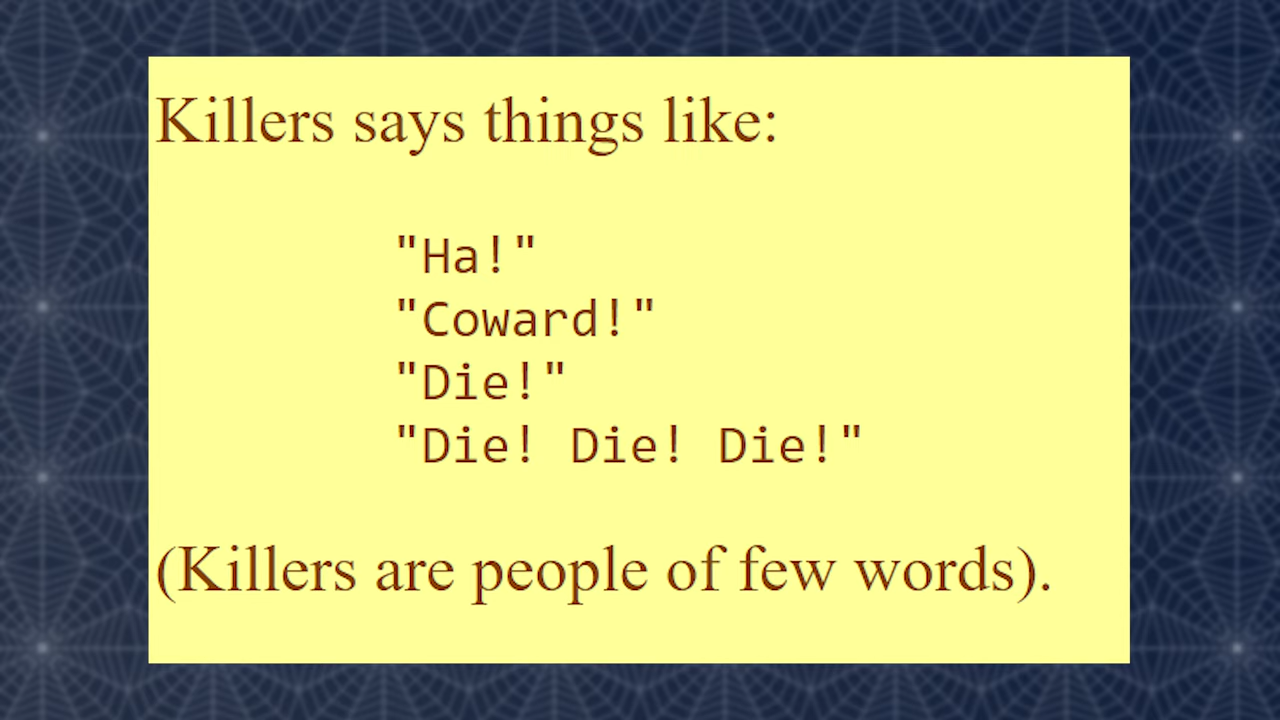 Killers says things like:
"Ha!"
"Coward!"
"Die!"
"Die! Die! Die!"
(Killers are people of few words).